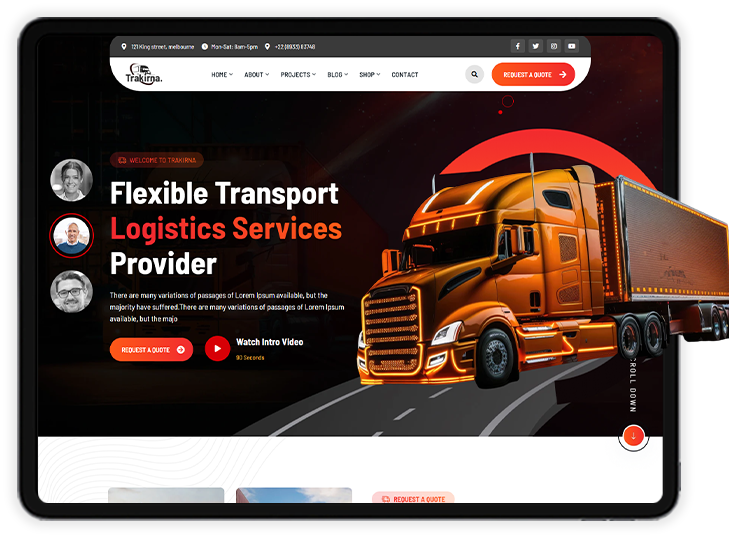 121 King street, melbourne
Mon-Sat: 8am-5pm
+22 (8933) 83746
Trakirna.
HOME
ABOUT
PROJECTS
BLOG
SHOP
CONTACT
REQUEST A QUOTE
WELCOME TO TRAKIRNA
Flexible Transport
Logistics Services
Provider
There are many variations of passages of Lorem Ipsum available, but the
majority have suffered.There are many variations of passages of Lorem Ipsum
available, but the majo
REQUEST A QUOTE
Watch Intro Video
90 Seconds
DOWN
REQUEST A QUOTE